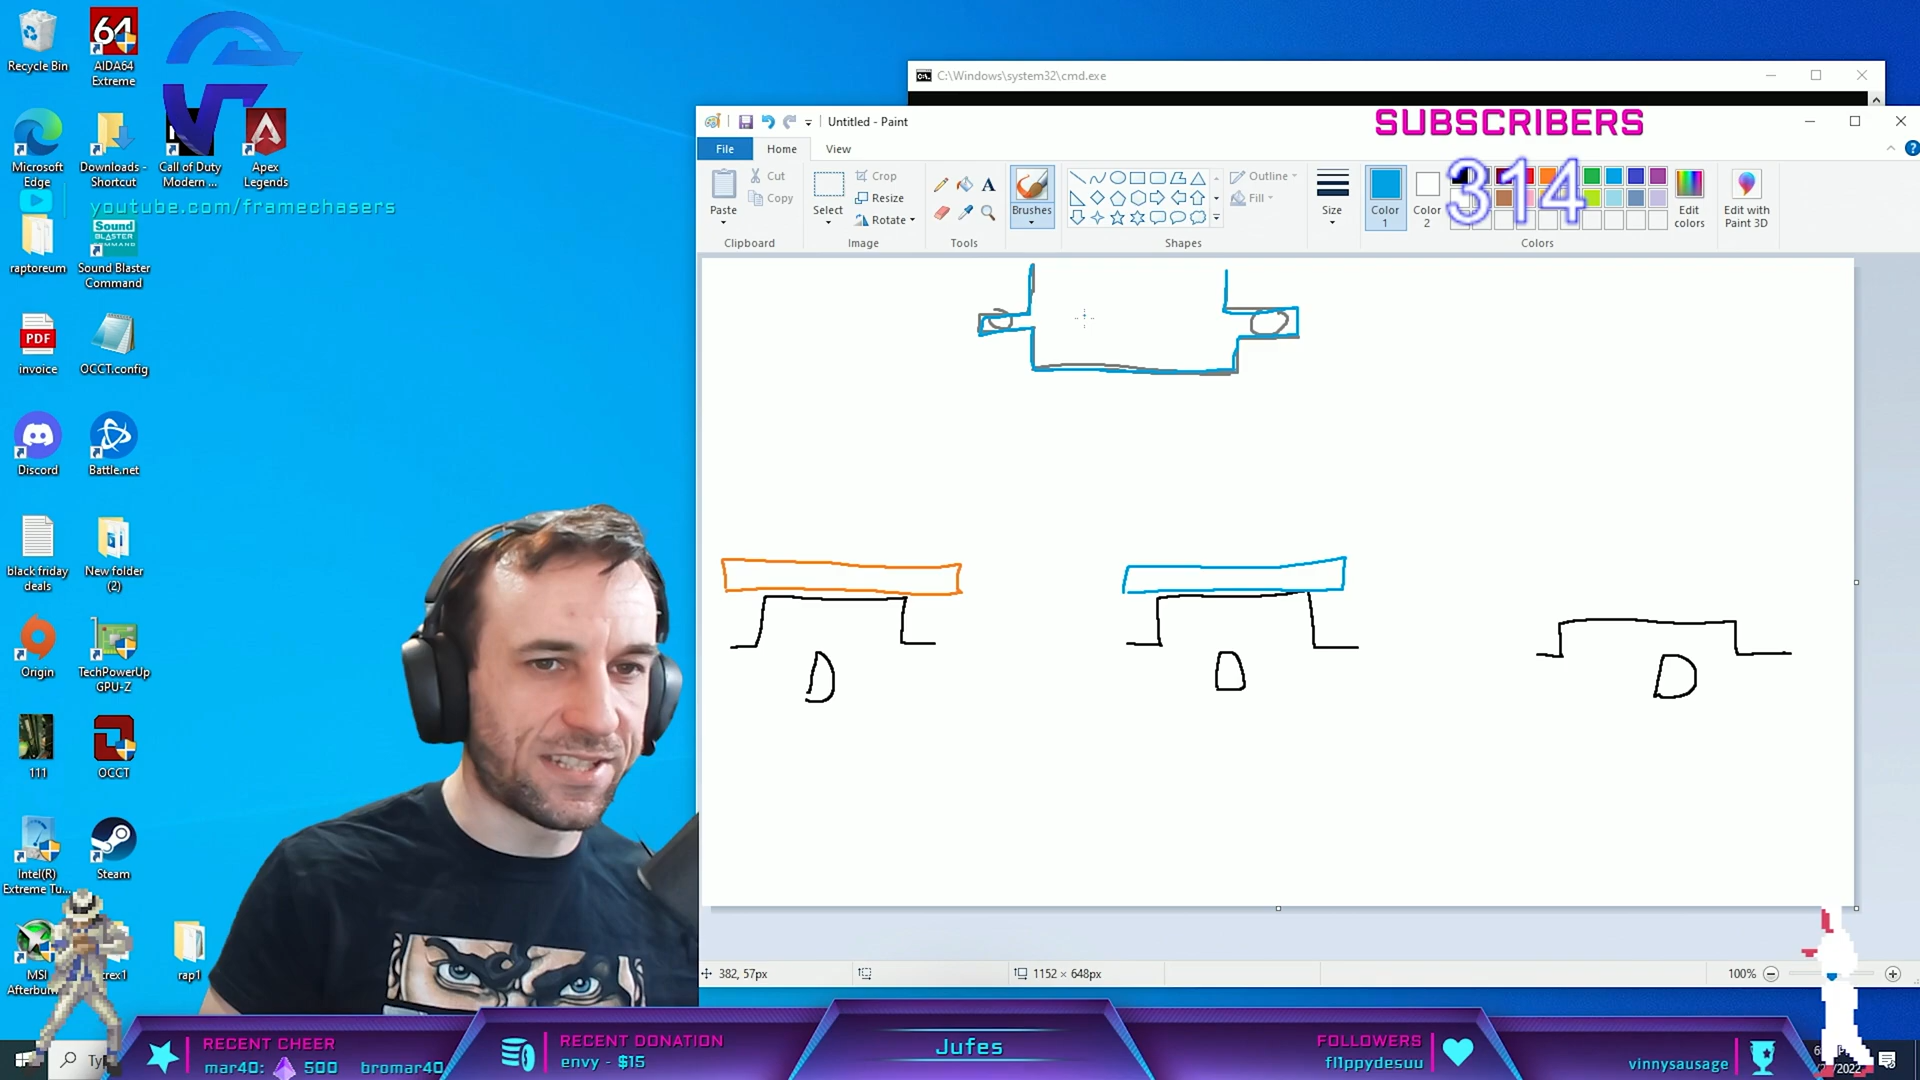 Recycle Bin
AIDA64
Extreme
Microsoft
Edge
Downloads -
Shortcut
Call of Duty
Modern ...
Apex
Legends
youtube.com/framechasers
raptoreum
Sound Blaster
Command
invoice
OCCT.config
Discord
Battle.net
black friday
deals
New folder
(2)
Origin
TechPowerUp
GPU-Z
111
OCCT
Intel(R)
Extreme Tu...
Steam
MSI
rap1
C:\Windows\system32\cmd.exe
Untitled - Paint
SUBSCRIBERS
314
File
Home
View
Paste
Cut
Copy
Clipboard
Select
Crop
Resize
Rotate
Image
Tools
Brushes
Shapes
Outline
Fill
Size
Color
1
Color
2
Edit
colors
Colors
Edit with
Paint 3D
D
D
D
382, 57px
1152 × 648px
100%
RECENT CHEER
mar40: 500 bromar40
RECENT DONATION
envy - $15
Jufes
FOLLOWERS
fl1ppydesuu
vinnysausage